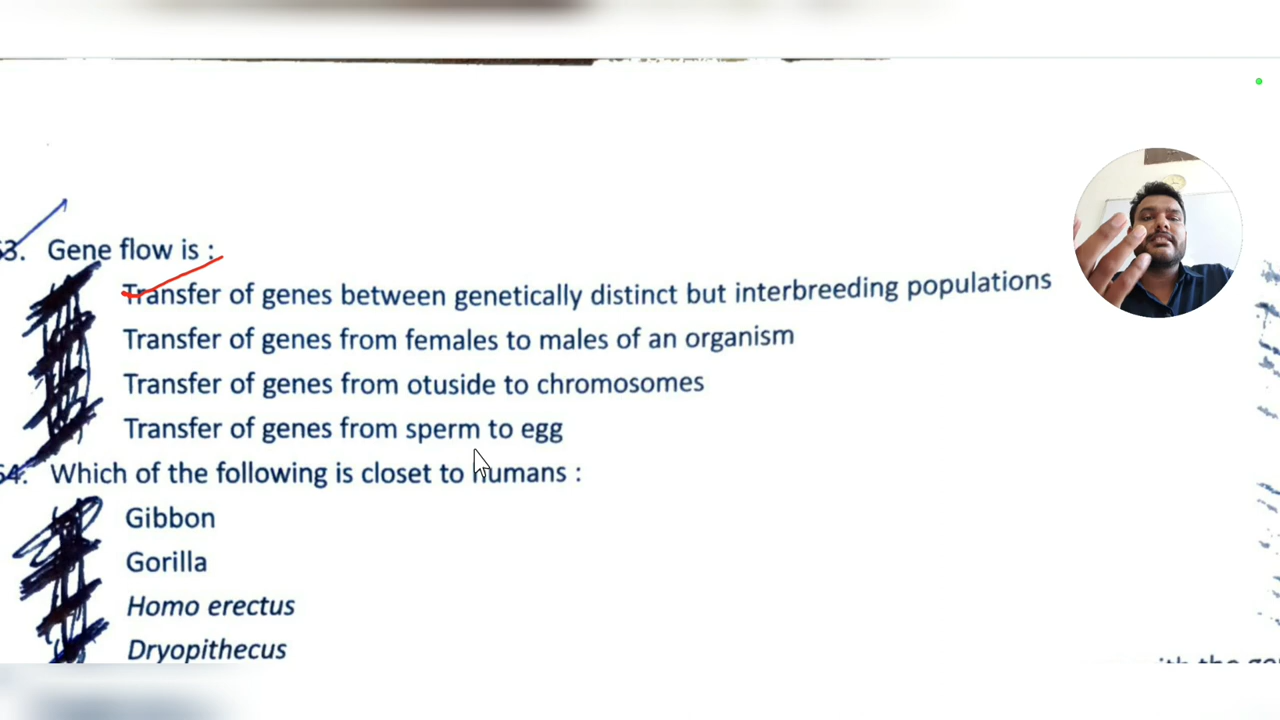 Gene flow is :
Transfer of genes between genetically distinct but interbreeding populations
Transfer of genes from females to males of an organism
Transfer of genes from otuside to chromosomes
Transfer of genes from sperm to egg
Which of the following is closet to humans :
Gibbon
Gorilla
Homo erectus
Dryopithecus